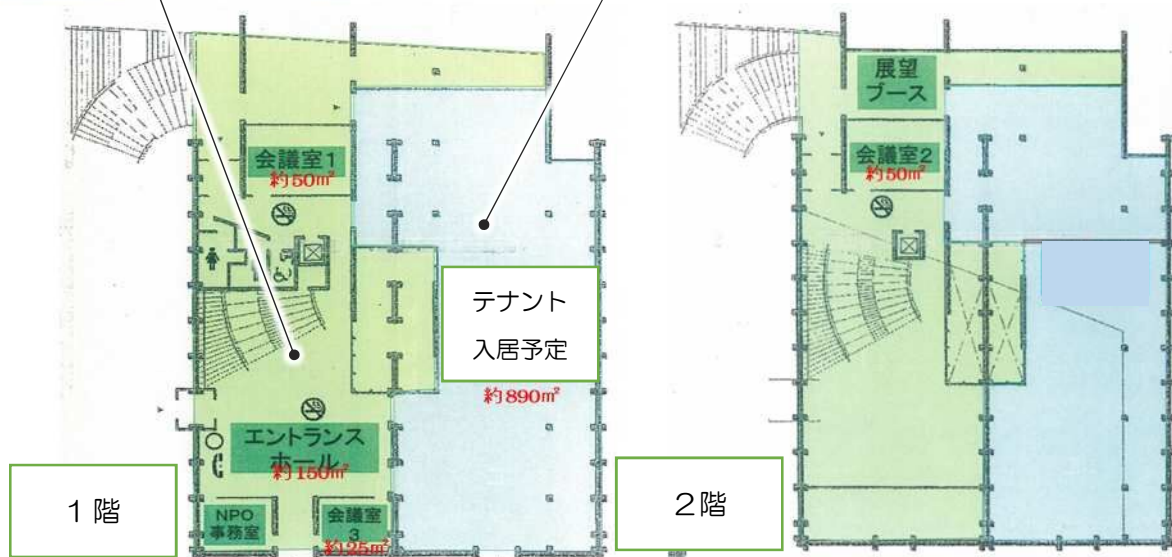 会議室1
約50㎡
テナント
入居予定
約890㎡
エントランス
ホール
約150㎡
NPO
事務室
会議室
3
約25㎡
1階
展望
ブース
会議室2
約50㎡
2階